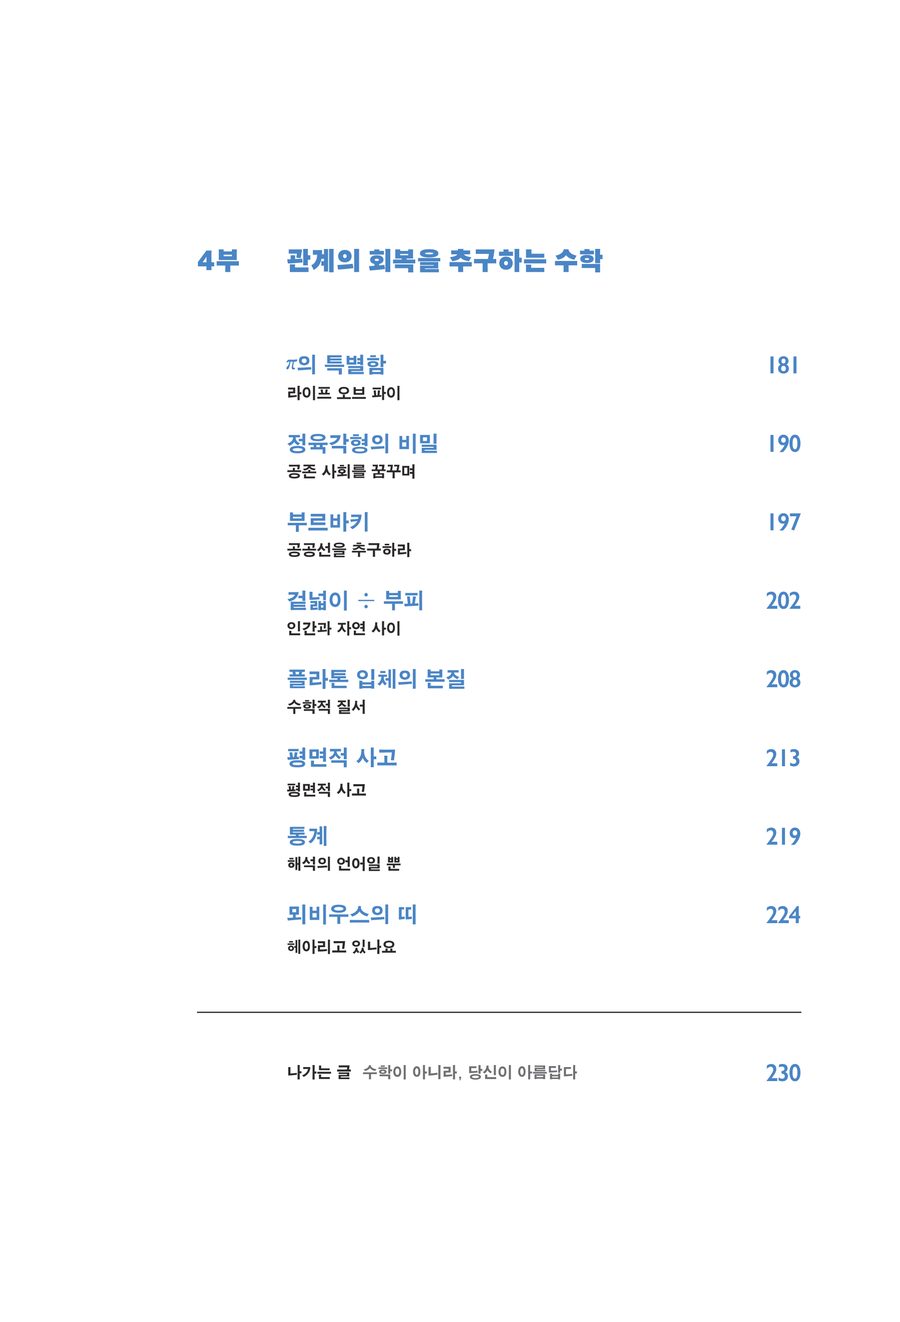 4부 관계의 회복을 추구하는 수학
π의 특별함 181
라이프 오브 파이
정육각형의 비밀 190
공존 사회를 꿈꾸며
부르바키 197
공공선을 추구하라
겉넓이 ÷ 부피 202
인간과 자연 사이
플라톤 입체의 본질 208
수학적 질서
평면적 사고 213
평면적 사고
통계 219
해석의 언어일 뿐
뫼비우스의 띠 224
헤아리고 있나요
나가는 글 수학이 아니라, 당신이 아름답다 230